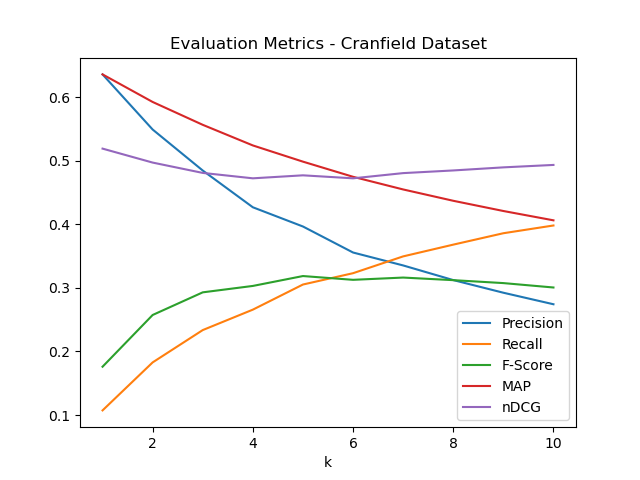 Evaluation Metrics - Cranfield Dataset
0.6
0.5
0.4
0.3
0.2
0.1
Precision
Recall
F-Score
MAP
nDCG
2 4 6 8 10
k